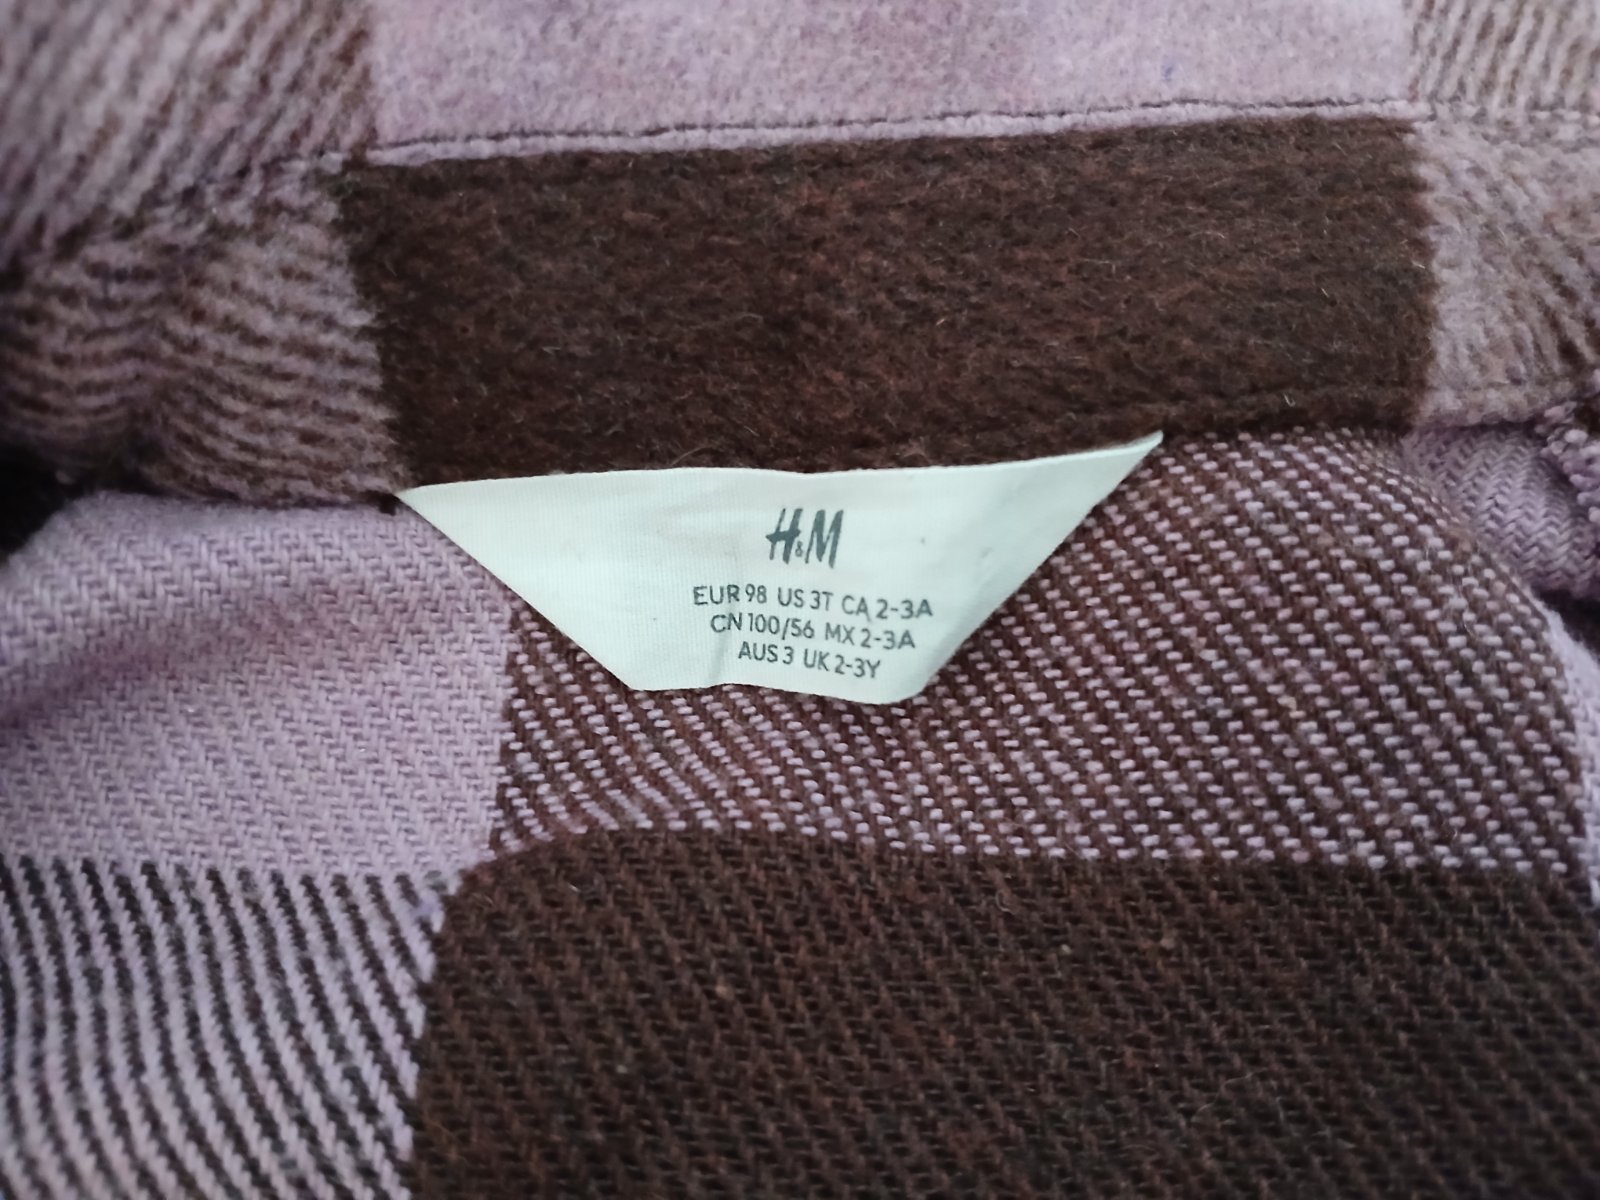 H&M
EUR 98 US 3T CA 2-3A
CN 100/56 MX 2-3A
AUS 3 UK 2-3Y